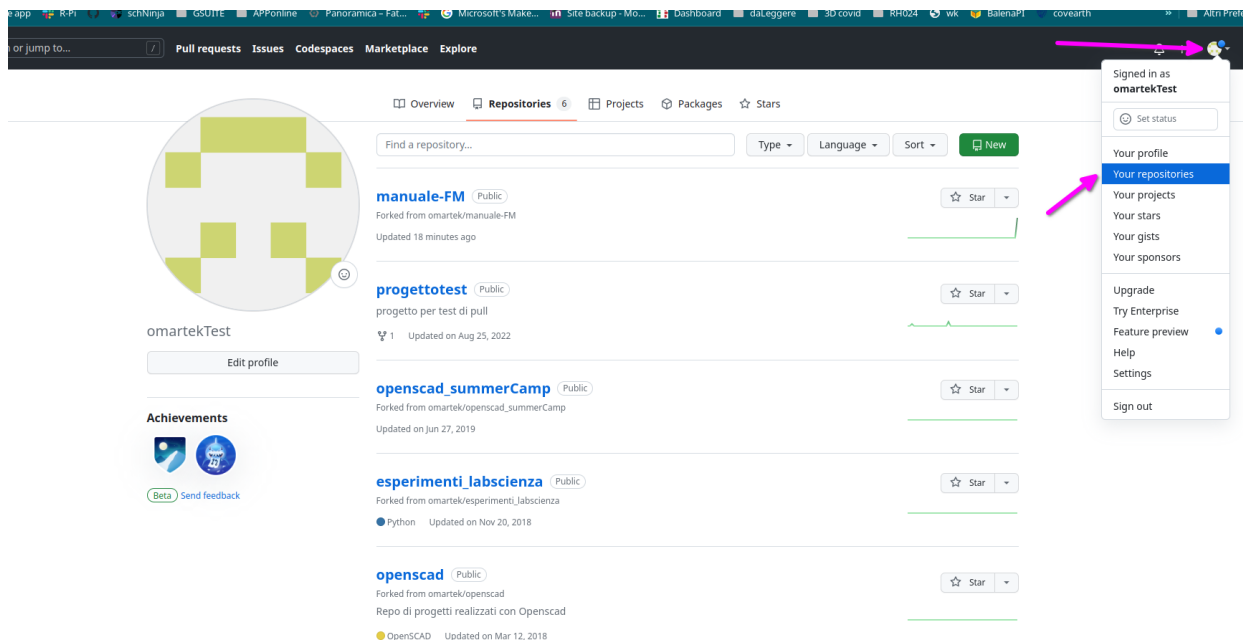 e app R-Pi schNinja GSUITE APPonline Panoramica – Fat... Microsoft's Make... Site backup - Mo... Dashboard daLeggere 3D covid RH024 wk BalenaPI covearth » Altri Prefe
n or jump to... / Pull requests Issues Codespaces Marketplace Explore
Signed in as
omartekTest
Set status
Your profile
Your repositories
Your projects
Your stars
Your gists
Your sponsors
Upgrade
Try Enterprise
Feature preview
Help
Settings
Sign out
Overview Repositories 6 Projects Packages Stars
Find a repository... Type Language Sort New
manuale-FM Public Star
Forked from omartek/manuale-FM
Updated 18 minutes ago
progettotest Public Star
progetto per test di pull
1 Updated on Aug 25, 2022
omartekTest
Edit profile
Achievements
Beta Send feedback
openscad_summerCamp Public Star
Forked from omartek/openscad_summerCamp
Updated on Jun 27, 2019
esperimenti_labscienza Public Star
Forked from omartek/esperimenti_labscienza
Python Updated on Nov 20, 2018
openscad Public Star
Forked from omartek/openscad
Repo di progetti realizzati con Openscad
OpenSCAD Updated on Mar 12, 2018